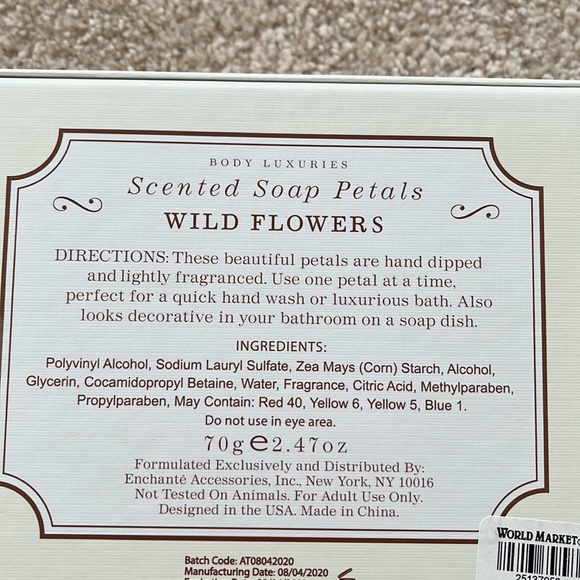 BODY LUXURIES
Scented Soap Petals
WILD FLOWERS
DIRECTIONS: These beautiful petals are hand dipped
and lightly fragranced. Use one petal at a time,
perfect for a quick hand wash or luxurious bath. Also
looks decorative in your bathroom on a soap dish.
INGREDIENTS:
Polyvinyl Alcohol, Sodium Lauryl Sulfate, Zea Mays (Corn) Starch, Alcohol,
Glycerin, Cocamidopropyl Betaine, Water, Fragrance, Citric Acid, Methylparaben,
Propylparaben, May Contain: Red 40, Yellow 6, Yellow 5, Blue 1.
Do not use in eye area.
70g℮2.47oz
Formulated Exclusively and Distributed By:
Enchanté Accessories, Inc., New York, NY 10016
Not Tested On Animals. For Adult Use Only.
Designed in the USA. Made in China.
WORLD MARKET
Batch Code: AT08042020
Manufacturing Date: 08/04/2020